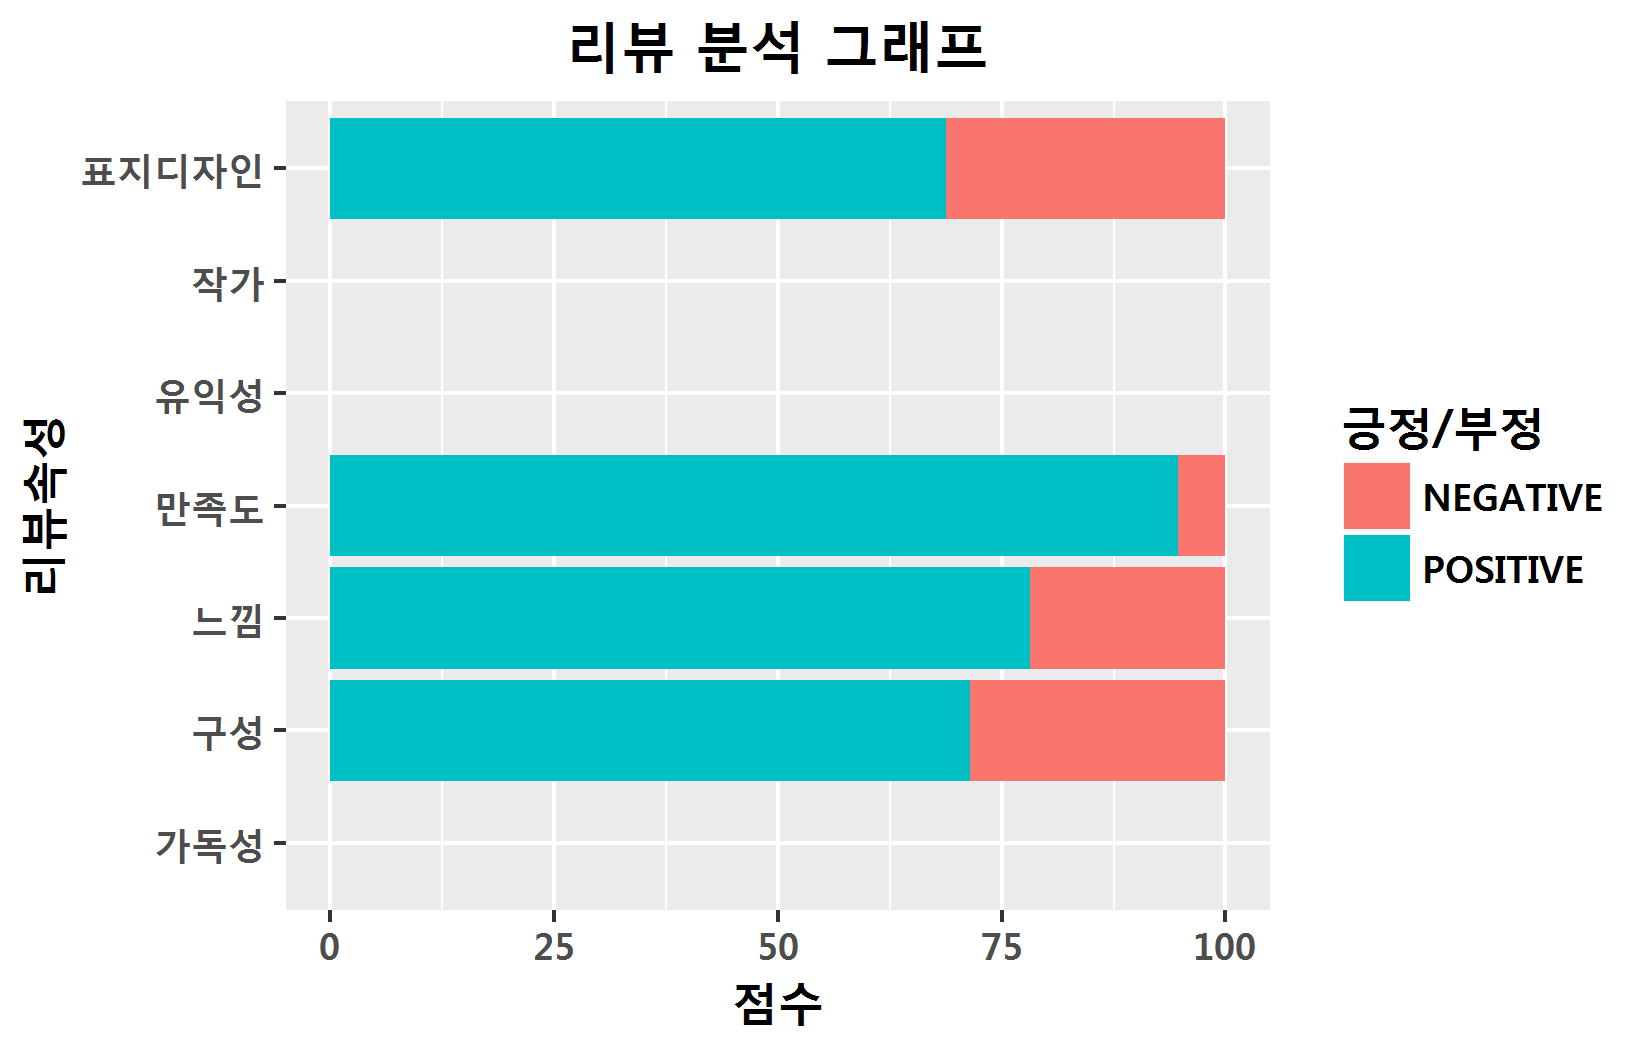 리뷰 분석 그래프
리뷰속성
표지디자인
작가
유익성
만족도
느낌
구성
가독성
0 25 50 75 100
점수
긍정/부정
NEGATIVE
POSITIVE